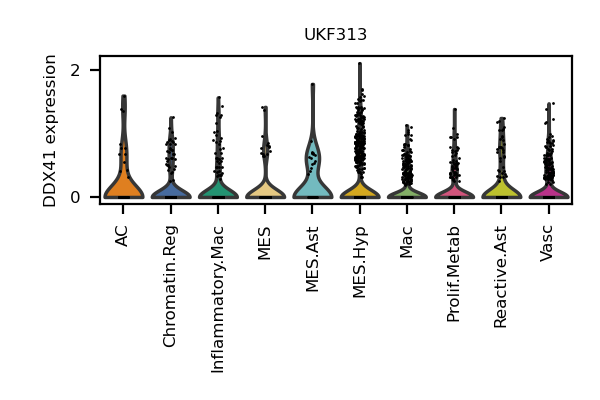 UKF313
DDX41 expression
2
0
AC
Chromatin.Reg
Inflammatory.Mac
MES
MES.Ast
MES.Hyp
Mac
Prolif.Metab
Reactive.Ast
Vasc